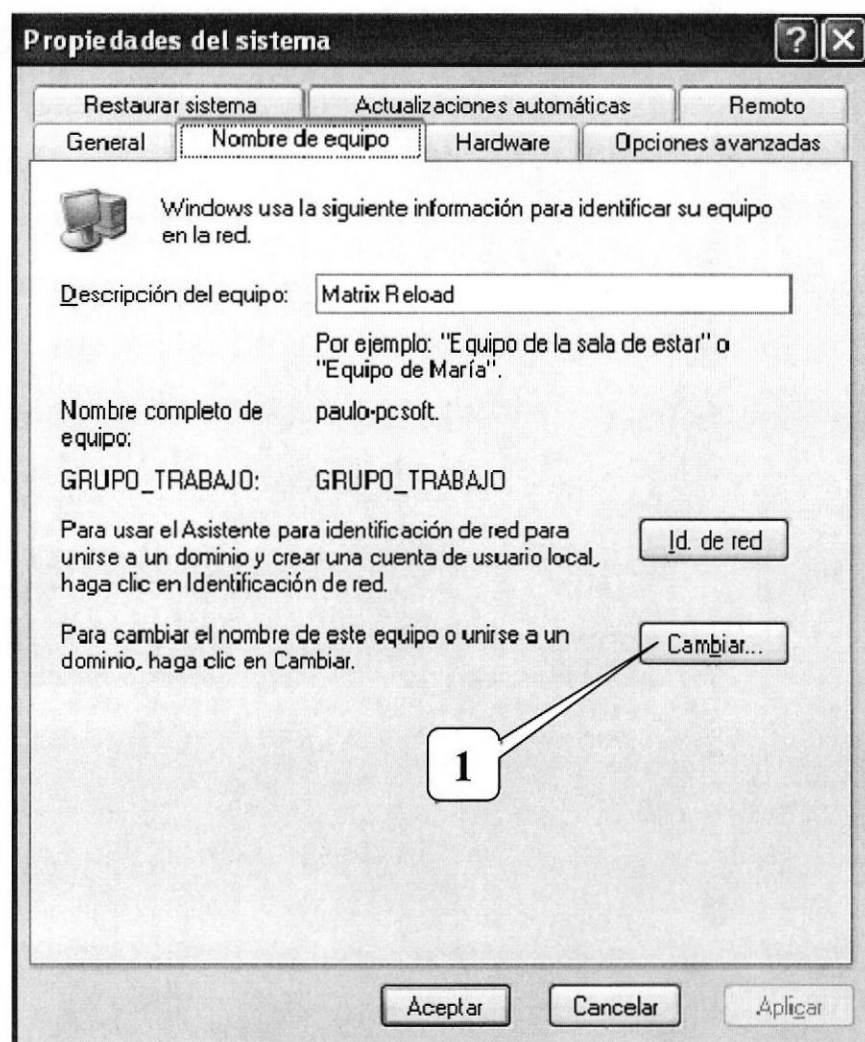 Propiedades del sistema
Restaurar sistema Actualizaciones automáticas Remoto
General Nombre de equipo Hardware Opciones avanzadas
Windows usa la siguiente información para identificar su equipo
en la red.
Descripción del equipo: Matrix Reload
Por ejemplo: "Equipo de la sala de estar" o
"Equipo de María".
Nombre completo de paulo-pcsoft.
equipo:
GRUPO_TRABAJO: GRUPO_TRABAJO
Para usar el Asistente para identificación de red para
unirse a un dominio y crear una cuenta de usuario local,
haga clic en Identificación de red.
Id. de red
Para cambiar el nombre de este equipo o unirse a un
dominio, haga clic en Cambiar.
Cambiar...
1
Aceptar Cancelar Aplicar